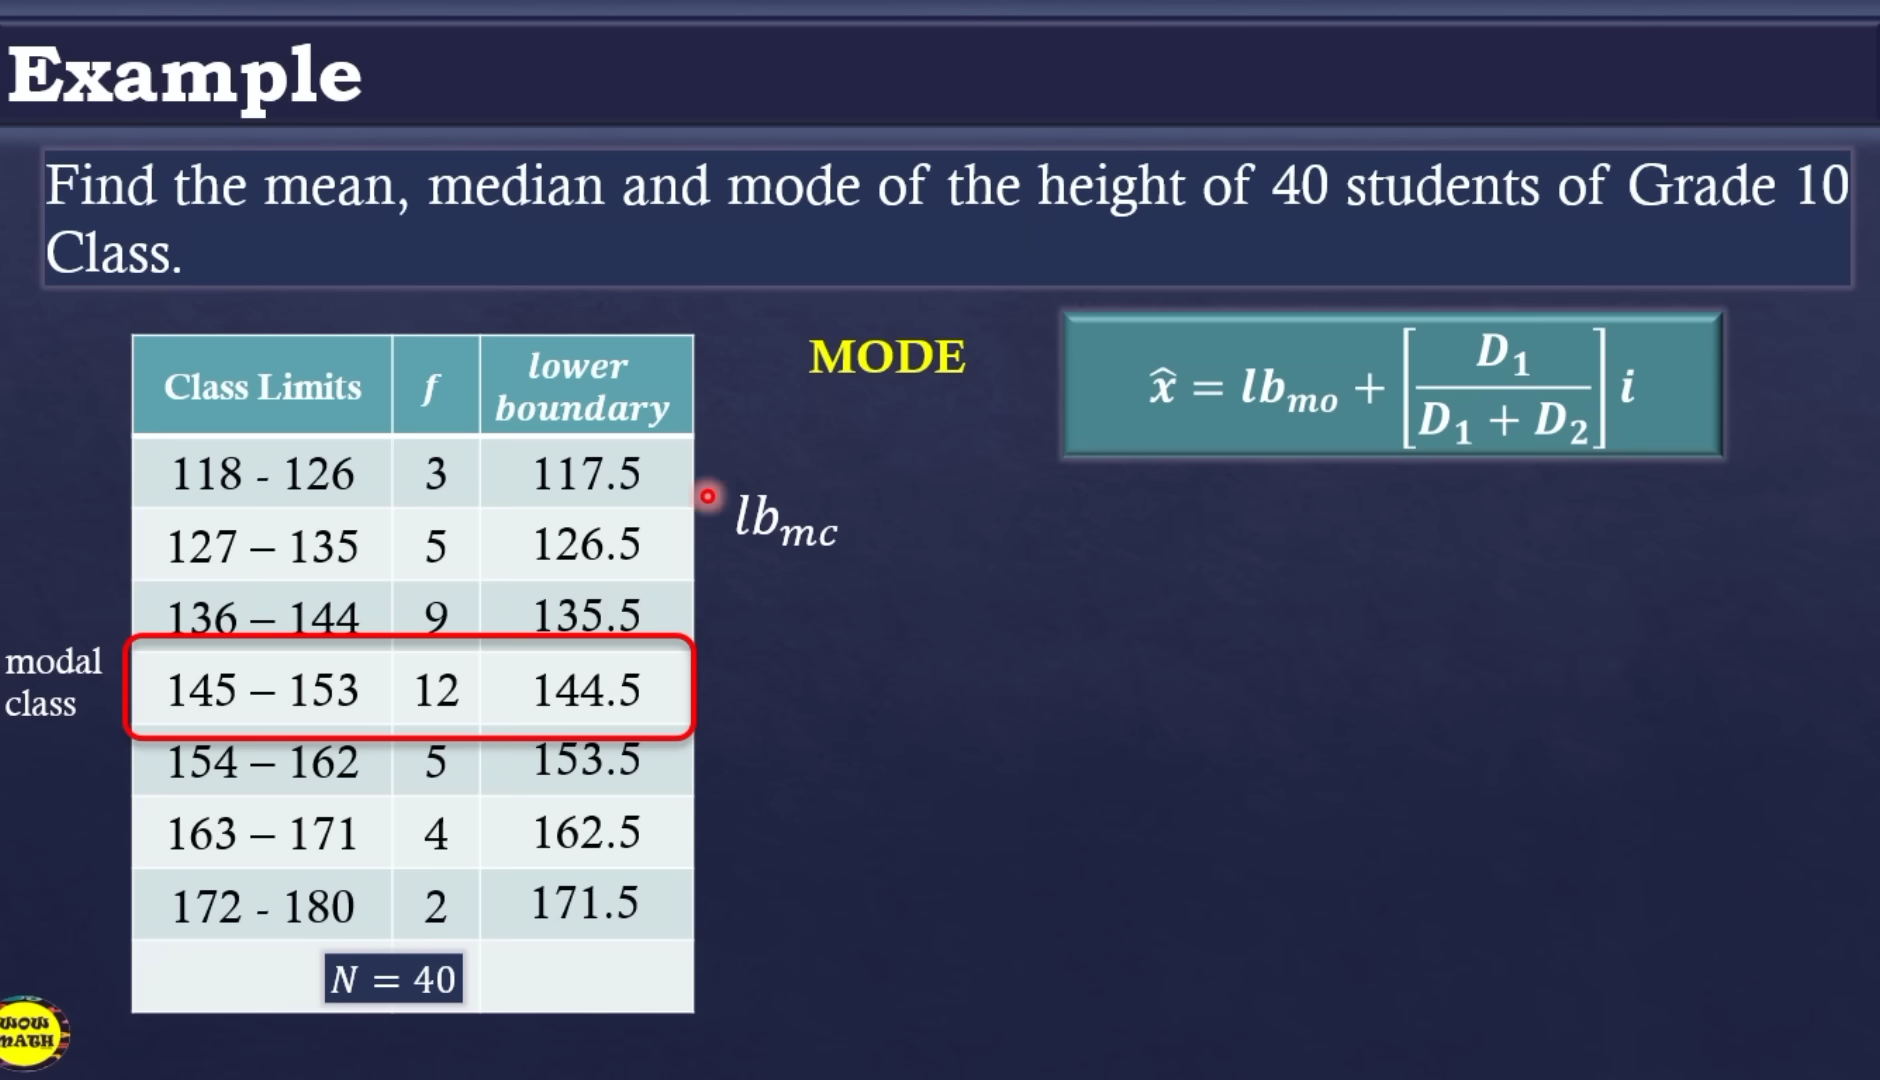 Example
Find the mean, median and mode of the height of 40 students of Grade 10
Class.
MODE
x̂ = lb_mo + [D₁ / (D₁ + D₂)] i
Class Limits f lower boundary
118 - 126 3 117.5
lb_mc
127 – 135 5 126.5
136 – 144 9 135.5
modal class
145 – 153 12 144.5
154 – 162 5 153.5
163 – 171 4 162.5
172 - 180 2 171.5
N = 40
WOW
MATH